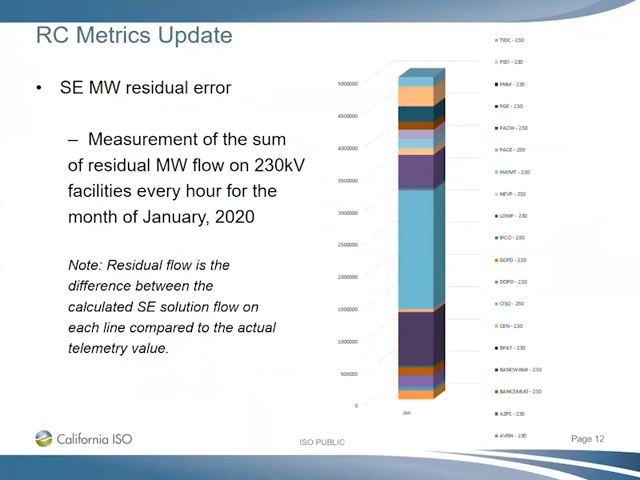 RC Metrics Update
• SE MW residual error
– Measurement of the sum
of residual MW flow on 230kV
facilities every hour for the
month of January, 2020
Note: Residual flow is the
difference between the
calculated SE solution flow on
each line compared to the actual
telemetry value.
5000000
4500000
4000000
3500000
3000000
2500000
2000000
1500000
1000000
500000
0
Jan
TIDC - 230
PSEI - 230
PNM - 230
PGE - 230
PACW - 230
PACE - 230
NWMT - 230
NEVP - 230
LDWP - 230
IPCO - 230
GCPD - 230
DOPD - 230
CISO - 230
CEN - 230
BPAT - 230
BANCWAMI - 230
BANCSMUD - 230
AZPS - 230
AVRN - 230
California ISO
ISO PUBLIC
Page 12